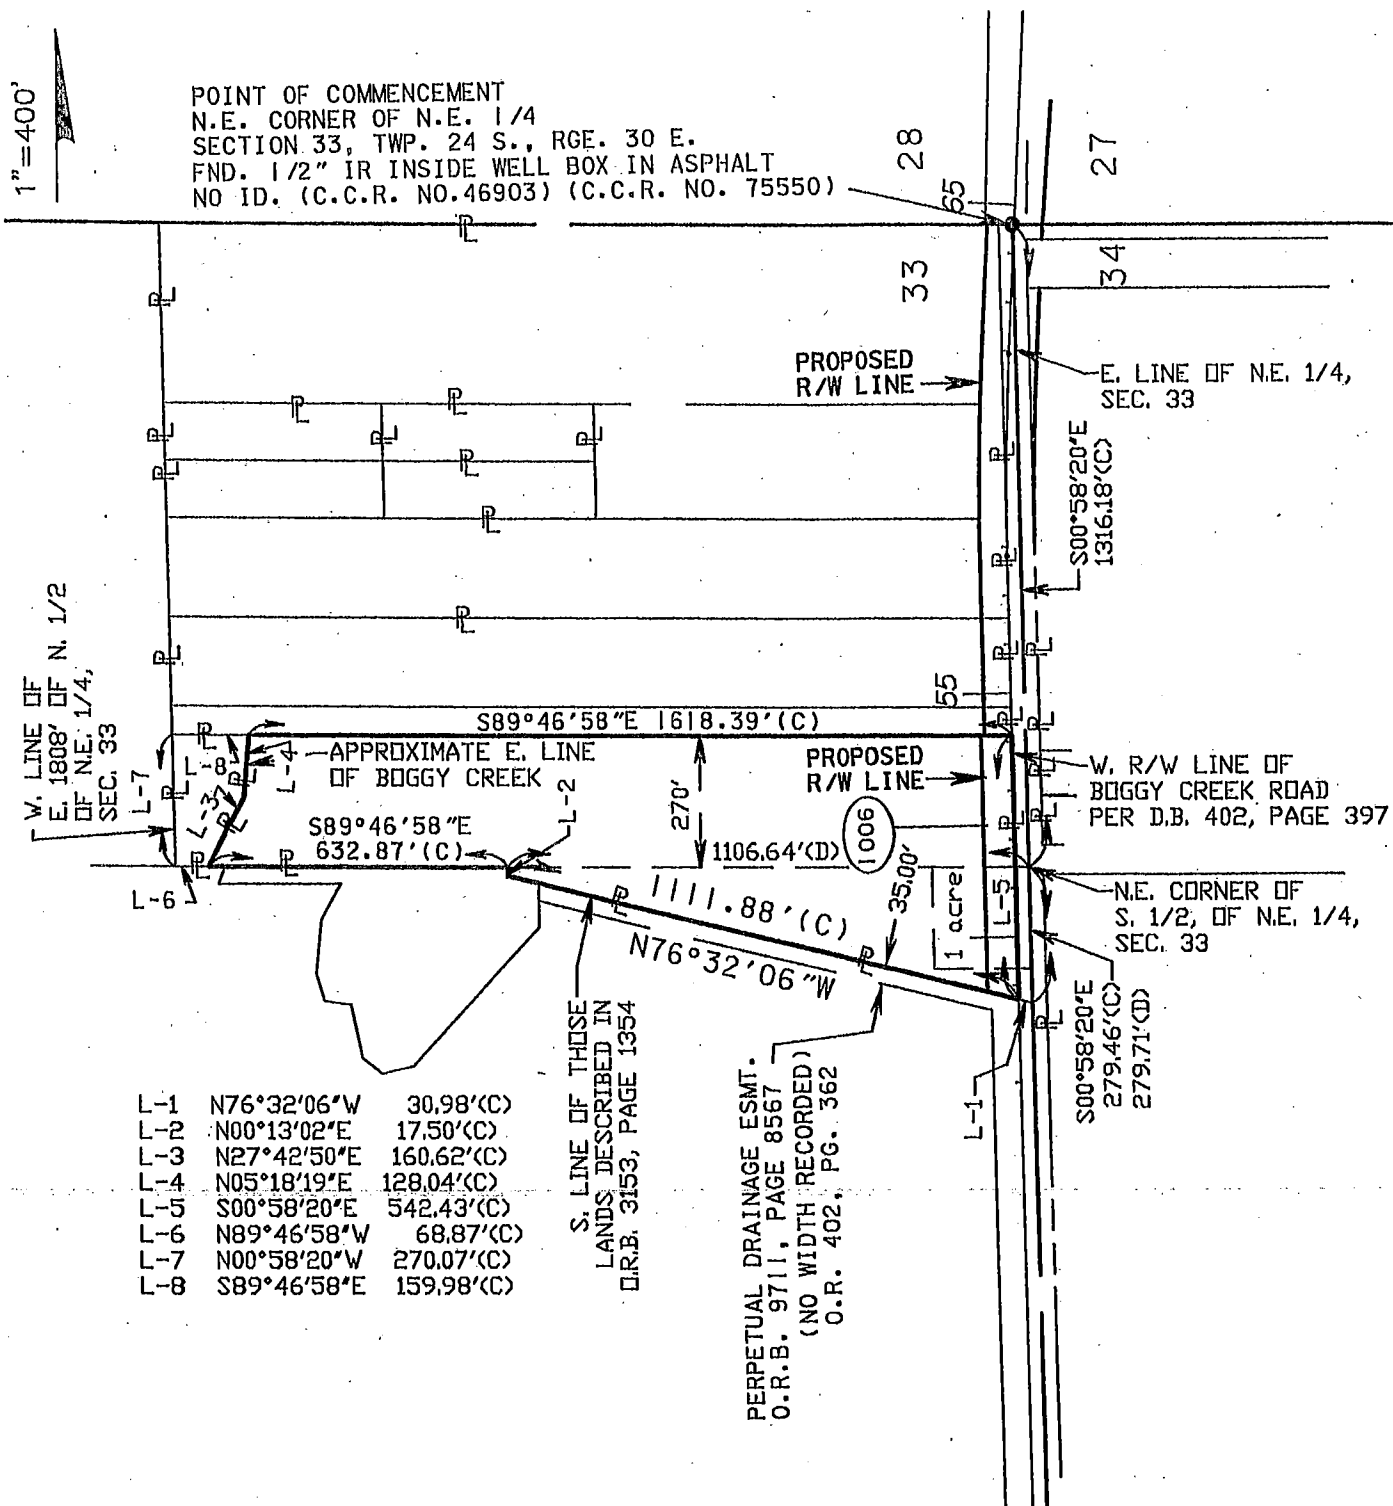 1"=400'
POINT OF COMMENCEMENT
N.E. CORNER OF N.E. 1/4
SECTION 33, TWP. 24 S., RGE. 30 E.
FND. 1/2" IR INSIDE WELL BOX IN ASPHALT
NO ID. (C.C.R. NO.46903) (C.C.R. NO. 75550)
28
27
65
33
34
PROPOSED
R/W LINE
E. LINE OF N.E. 1/4,
SEC. 33
S00°58'20"E
1316.18'(C)
W. LINE OF
E. 1808' OF N. 1/2
OF N.E. 1/4,
SEC. 33
55
S89°46'58"E 1618.39'(C)
L-8
L-4
APPROXIMATE E. LINE
OF BOGGY CREEK
L-7
L-3
L-2
270'
PROPOSED
R/W LINE
W. R/W LINE OF
BOGGY CREEK ROAD
PER D.B. 402, PAGE 397
S89°46'58"E
632.87'(C)
1106.64'(D)
1006
L-6
1111.88'(C)
N76°32'06"W
35.00'
1 acre
L-5
N.E. CORNER OF
S. 1/2, OF N.E. 1/4,
SEC. 33
S00°58'20"E
279.46'(C)
279.71'(D)
L-1
S. LINE OF THOSE
LANDS DESCRIBED IN
O.R.B. 3153, PAGE 1354
PERPETUAL DRAINAGE ESMT.
O.R.B. 9711, PAGE 8567
(NO WIDTH RECORDED)
O.R. 402, PG. 362
L-1 N76°32'06"W 30.98'(C)
L-2 N00°13'02"E 17.50'(C)
L-3 N27°42'50"E 160.62'(C)
L-4 N05°18'19"E 128.04'(C)
L-5 S00°58'20"E 542.43'(C)
L-6 N89°46'58"W 68.87'(C)
L-7 N00°58'20"W 270.07'(C)
L-8 S89°46'58"E 159.98'(C)